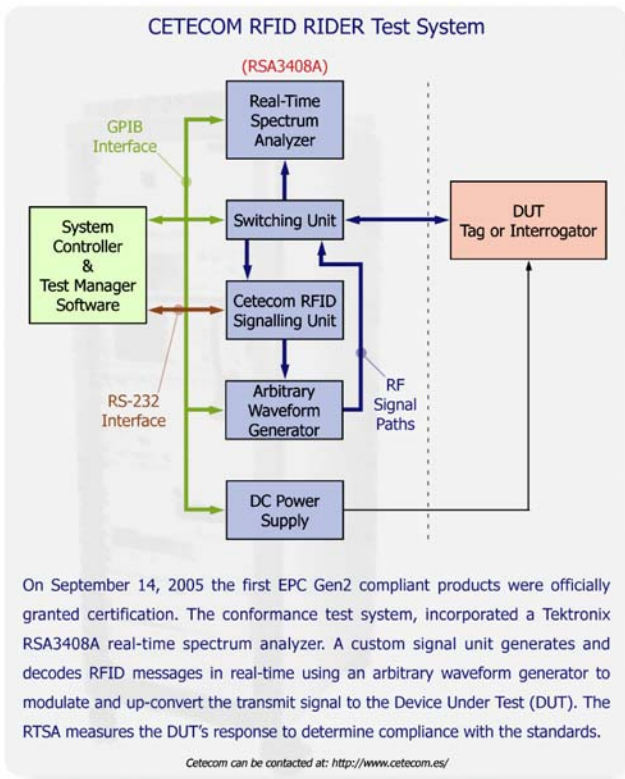 CETECOM RFID RIDER Test System
(RSA3408A)
Real-Time
Spectrum
Analyzer
GPIB
Interface
Switching Unit
DUT
Tag or Interrogator
System
Controller
&
Test Manager
Software
Cetecom RFID
Signalling Unit
RS-232
Interface
Arbitrary
Waveform
Generator
RF
Signal
Paths
DC Power
Supply
On September 14, 2005 the first EPC Gen2 compliant products were officially
granted certification. The conformance test system, incorporated a Tektronix
RSA3408A real-time spectrum analyzer. A custom signal unit generates and
decodes RFID messages in real-time using an arbitrary waveform generator to
modulate and up-convert the transmit signal to the Device Under Test (DUT). The
RTSA measures the DUT's response to determine compliance with the standards.
Cetecom can be contacted at: http://www.cetecom.es/